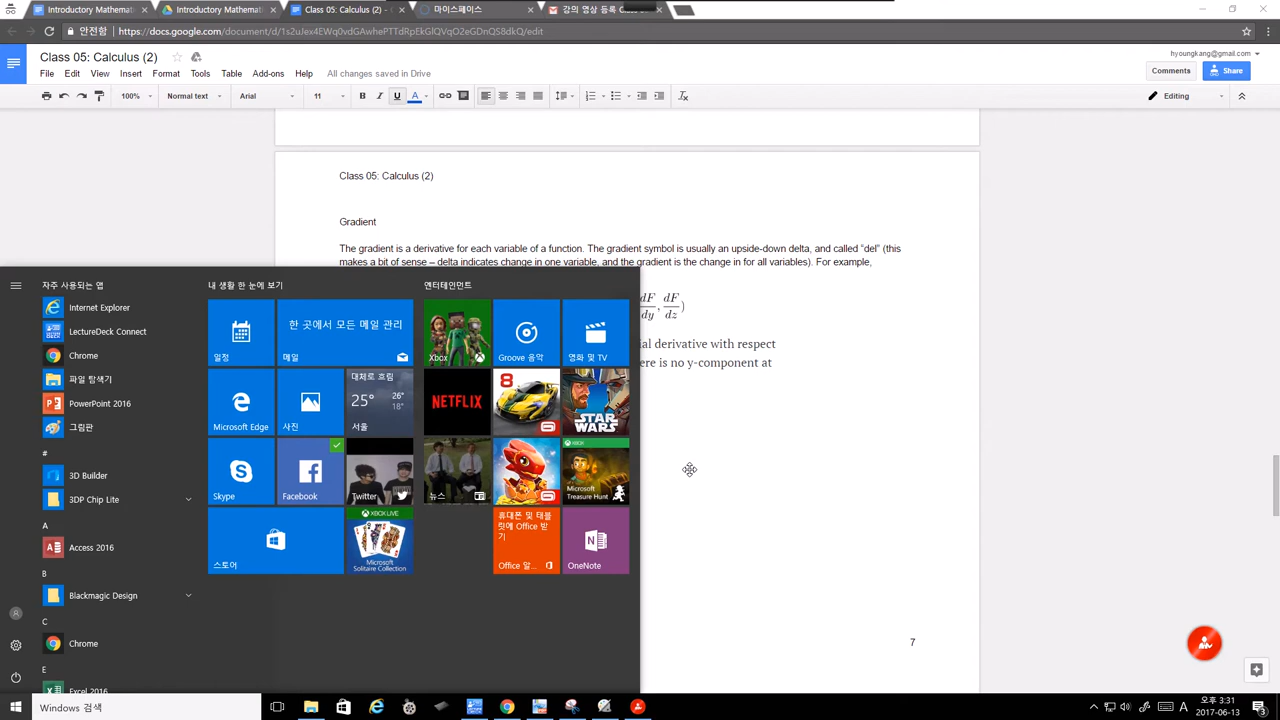 Introductory Mathema
Introductory Mathema
Class 05: Calculus (2)
마이스페이스
강의 영상 등록
안전함
https://docs.google.com/document/d/1s2uJex4EWq0vdGAwhePTTdRpEkGlQVqO2eGDnQS8dkQ/edit
Class 05: Calculus (2)
hyoungkang@gmail.com
File Edit View Insert Format Tools Table Add-ons Help All changes saved in Drive
Comments
Share
100% Normal text Arial 11 B I U A Editing
Class 05: Calculus (2)
Gradient
The gradient is a derivative for each variable of a function. The gradient symbol is usually an upside-down delta, and called “del” (this
makes a bit of sense – delta indicates change in one variable, and the gradient is the change in for all variables). For example,
dF/dy, dF/dz)
ial derivative with respect
ere is no y-component at
7
자주 사용되는 앱
Internet Explorer
LectureDeck Connect
Chrome
파일 탐색기
PowerPoint 2016
그림판
#
3D Builder
3DP Chip Lite
A
Access 2016
B
Blackmagic Design
C
Chrome
E
Excel 2016
내 생활 한 눈에 보기
일정
한 곳에서 모든 메일 관리
메일
Microsoft Edge
사진
대체로 흐림
25° 26° 18°
서울
Skype
Facebook
Twitter
스토어
XBOX LIVE
Microsoft
Solitaire Collection
엔터테인먼트
Xbox
Groove 음악
영화 및 TV
NETFLIX
8
STAR
WARS
뉴스
XBOX
Microsoft
Treasure Hunt
휴대폰 및 태블
릿에 Office 받
기
Office 알...
OneNote
Windows 검색
A
오후 3:31
2017-06-13
3